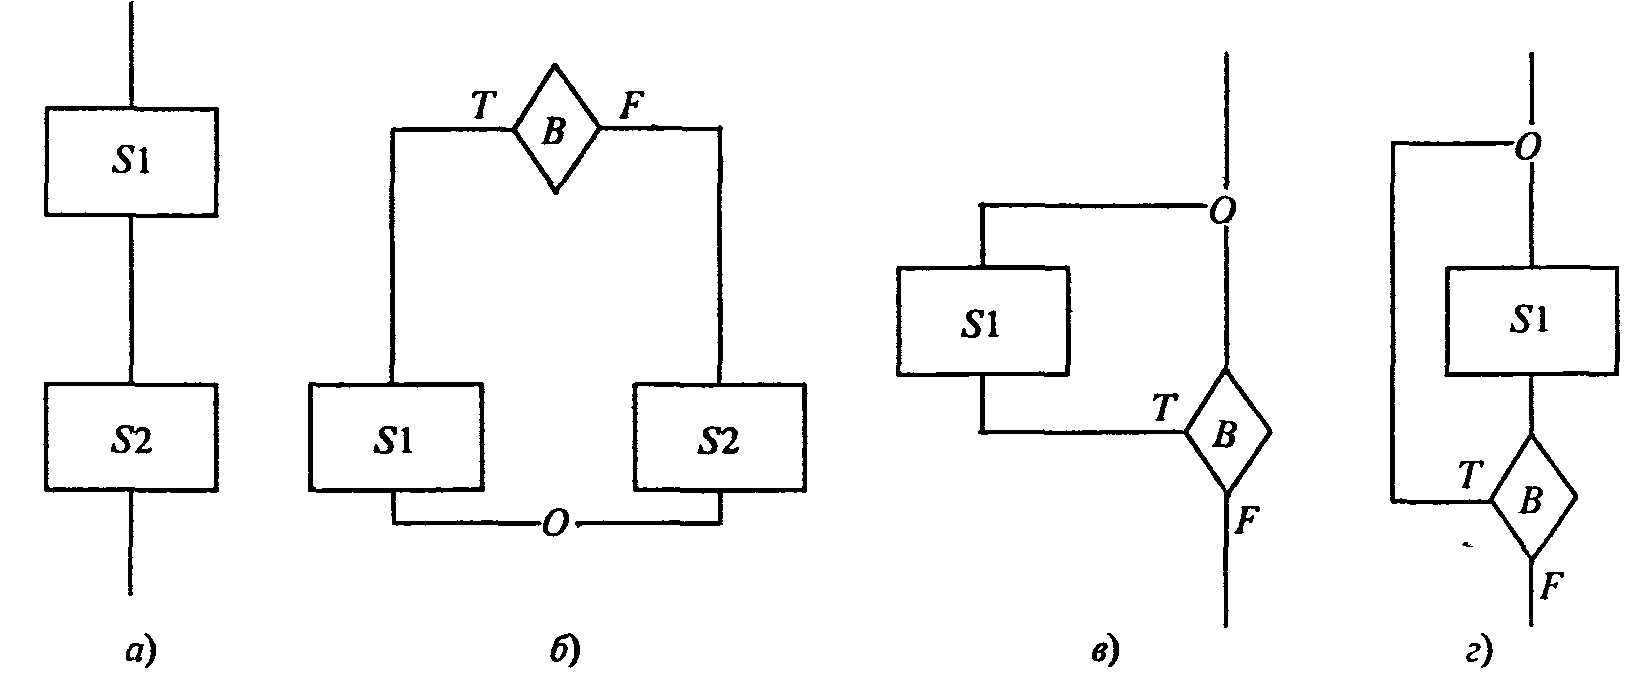 S1
S2
а)
T
F
B
S1
S2
O
б)
O
S1
T
B
F
в)
O
S1
T
B
F
г)